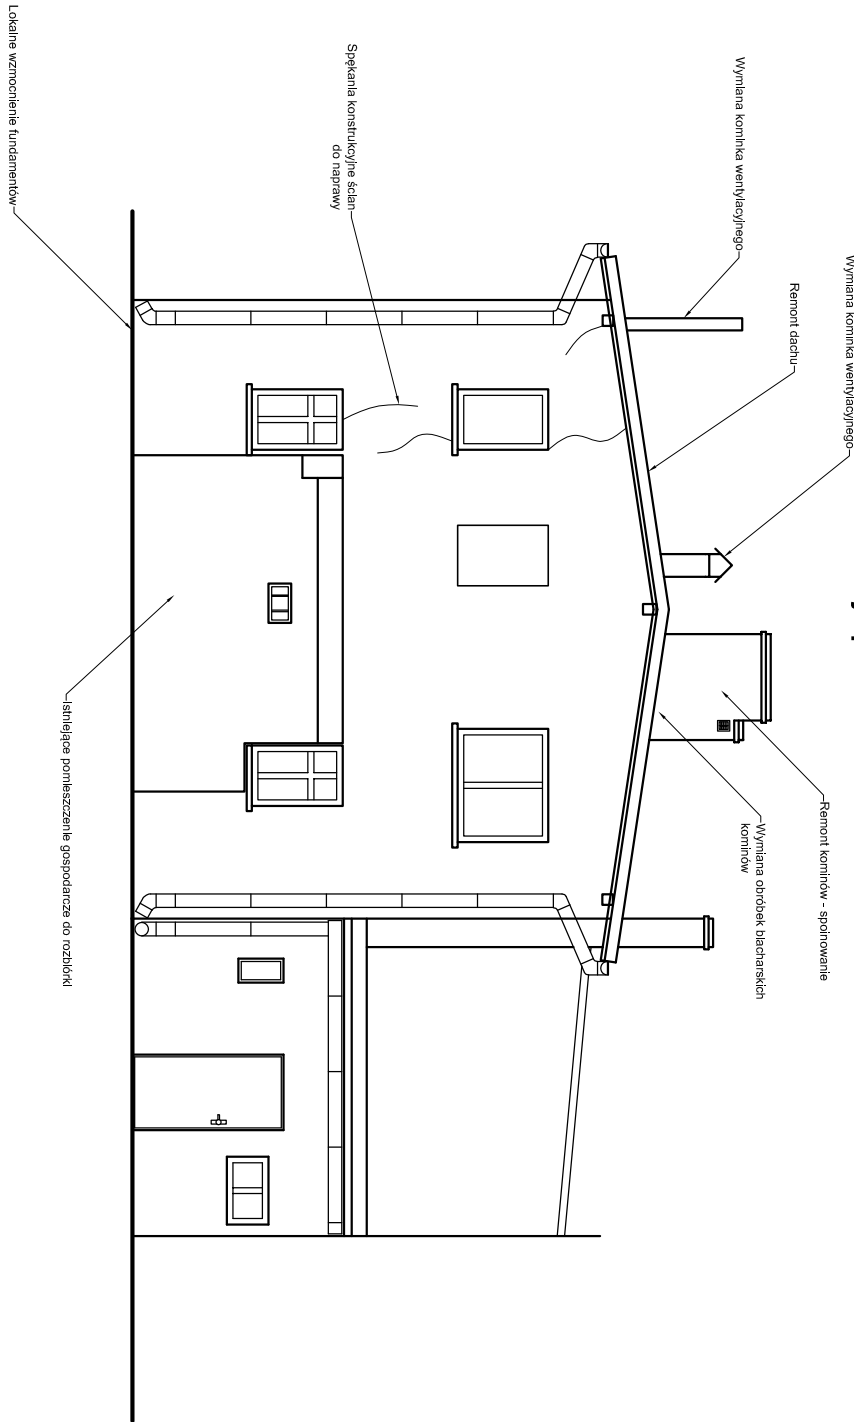 Wymiana kominka wentylacyjnego
Remont dachu
Wymiana kominka wentylacyjnego
Spękania konstrukcyjne ścian
do naprawy
Lokalne wzmocnienie fundamentów
Remont kominów - spoinowanie
Wymiana obróbek blacharskich
kominów
Istniejące pomieszczenie gospodarcze do rozbiórki